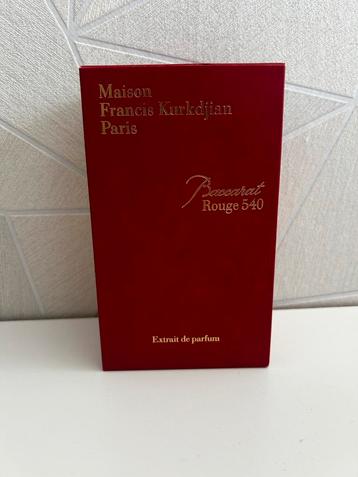 Maison
Francis Kurkdjian
Paris
Baccarat
Rouge 540
Extrait de parfum